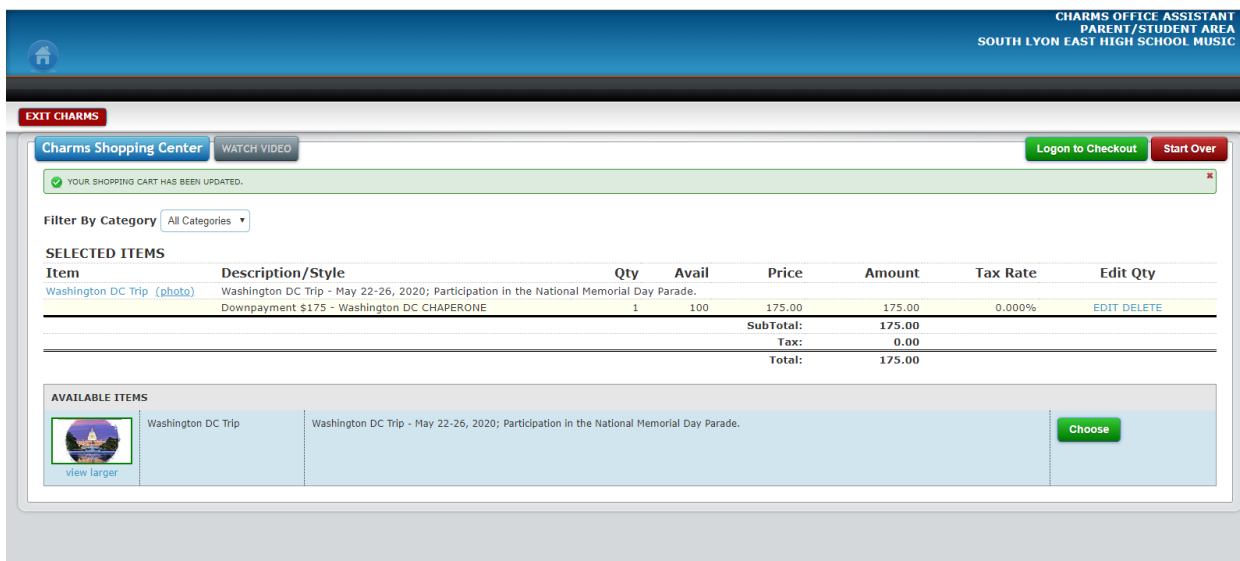 CHARMS OFFICE ASSISTANT
PARENT/STUDENT AREA
SOUTH LYON EAST HIGH SCHOOL MUSIC
EXIT CHARMS
Charms Shopping Center WATCH VIDEO Logon to Checkout Start Over
YOUR SHOPPING CART HAS BEEN UPDATED.
Filter By Category All Categories
SELECTED ITEMS
Item Description/Style Qty Avail Price Amount Tax Rate Edit Qty
Washington DC Trip (photo) Washington DC Trip - May 22-26, 2020; Participation in the National Memorial Day Parade.
Downpayment $175 - Washington DC CHAPERONE 1 100 175.00 175.00 0.000% EDIT DELETE
SubTotal: 175.00
Tax: 0.00
Total: 175.00
AVAILABLE ITEMS
Washington DC Trip Washington DC Trip - May 22-26, 2020; Participation in the National Memorial Day Parade. Choose
view larger